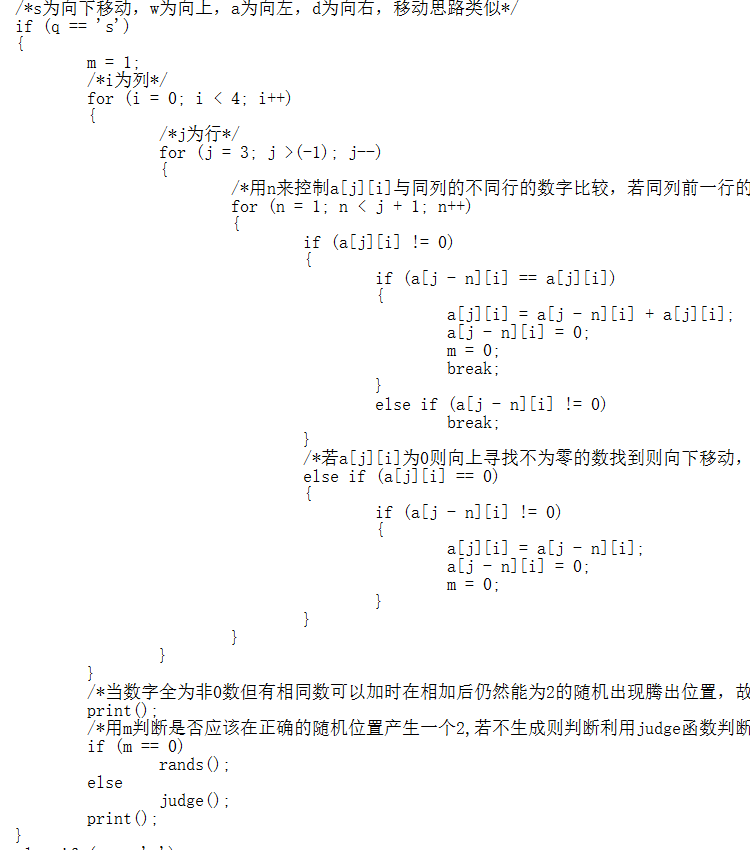 /*s为向下移动，w为向上，a为向左，d为向右，移动思路类似*/
if (q == 's')
{
m = 1;
/*i为列*/
for (i = 0; i < 4; i++)
{
/*j为行*/
for (j = 3; j >(-1); j--)
{
/*用n来控制a[j][i]与同列的不同行的数字比较，若同列前一行的
for (n = 1; n < j + 1; n++)
{
if (a[j][i] != 0)
{
if (a[j - n][i] == a[j][i])
{
a[j][i] = a[j - n][i] + a[j][i];
a[j - n][i] = 0;
m = 0;
break;
}
else if (a[j - n][i] != 0)
break;
}
/*若a[j][i]为0则向上寻找不为零的数找到则向下移动，
else if (a[j][i] == 0)
{
if (a[j - n][i] != 0)
{
a[j][i] = a[j - n][i];
a[j - n][i] = 0;
m = 0;
}
}
}
}
}
/*当数字全为非0数但有相同数可以加时在相加后仍然能为2的随机出现腾出位置，故
print();
/*用m判断是否应该在正确的随机位置产生一个2,若不生成则判断利用judge函数判断
if (m == 0)
rands();
else
judge();
print();
}